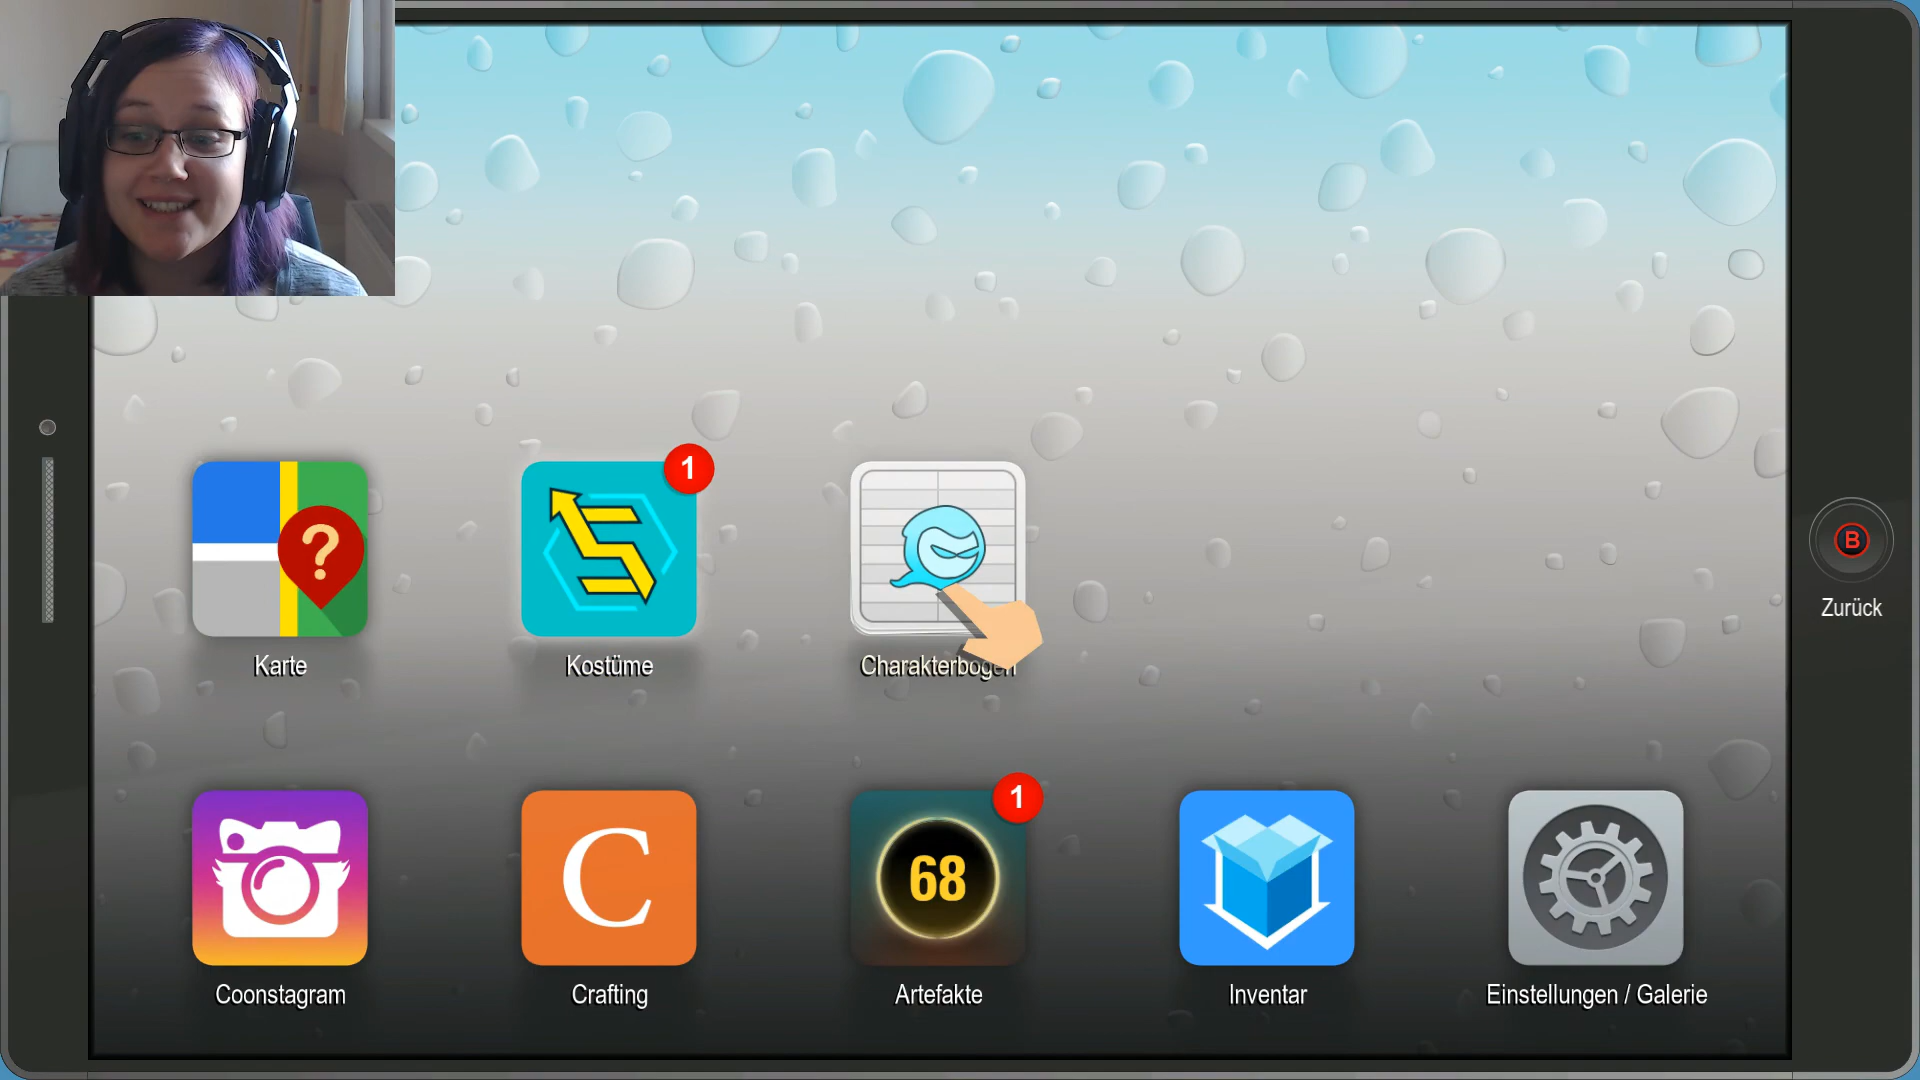 ?
1
Karte
Kostüme
Charakterbogen
B
Zurück
C
1
68
Coonstagram
Crafting
Artefakte
Inventar
Einstellungen / Galerie